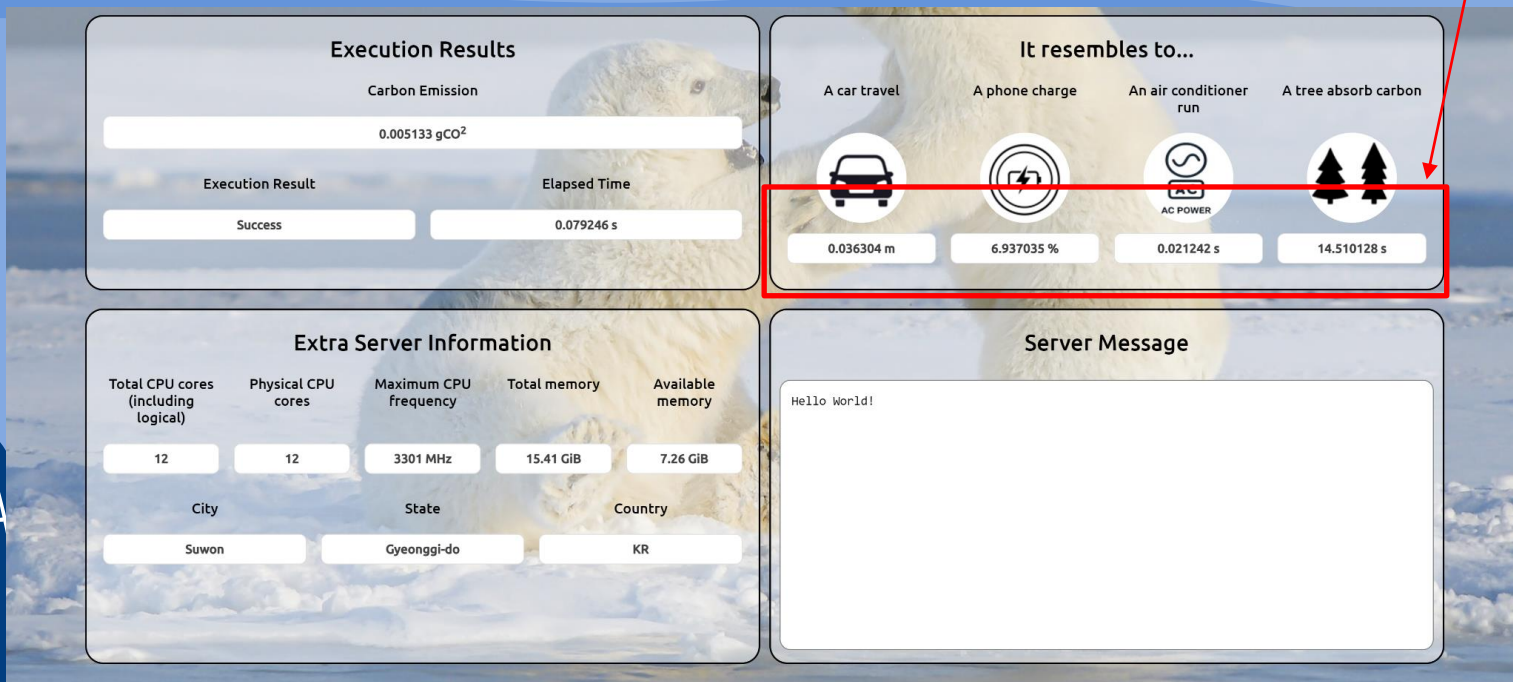 Execution Results
Carbon Emission
0.005133 gCO²
Execution Result
Elapsed Time
Success
0.079246 s
It resembles to...
A car travel
A phone charge
An air conditioner
run
A tree absorb carbon
AC
AC POWER
0.036304 m
6.937035 %
0.021242 s
14.510128 s
Extra Server Information
Total CPU cores
(including
logical)
Physical CPU
cores
Maximum CPU
frequency
Total memory
Available
memory
12
12
3301 MHz
15.41 GiB
7.26 GiB
City
State
Country
Suwon
Gyeonggi-do
KR
Server Message
Hello World!